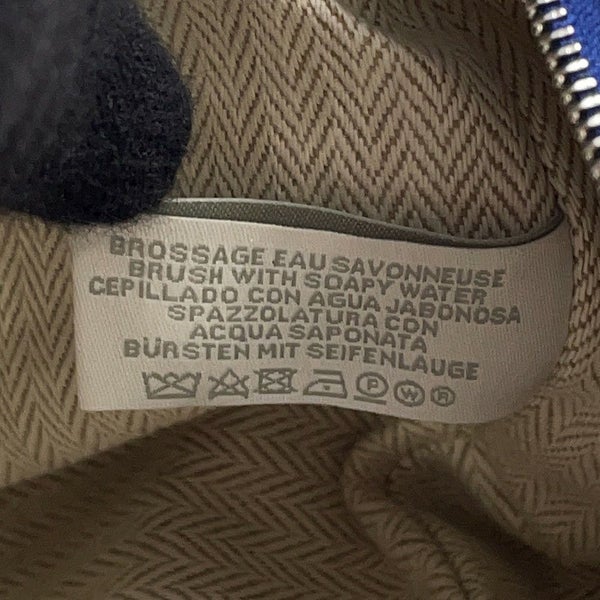 BROSSAGE EAU SAVONNEUSE
BRUSH WITH SOAPY WATER
CEPILLADO CON AGUA JABONOSA
SPAZZOLATURA CON
ACQUA SAPONATA
BÜRSTEN MIT SEIFENLAUGE
P W R